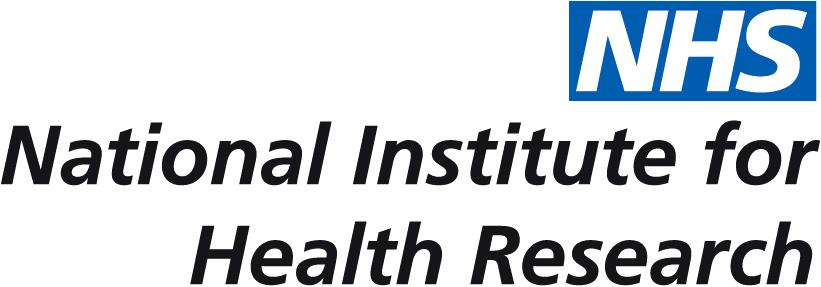 NHS
National Institute for
Health Research